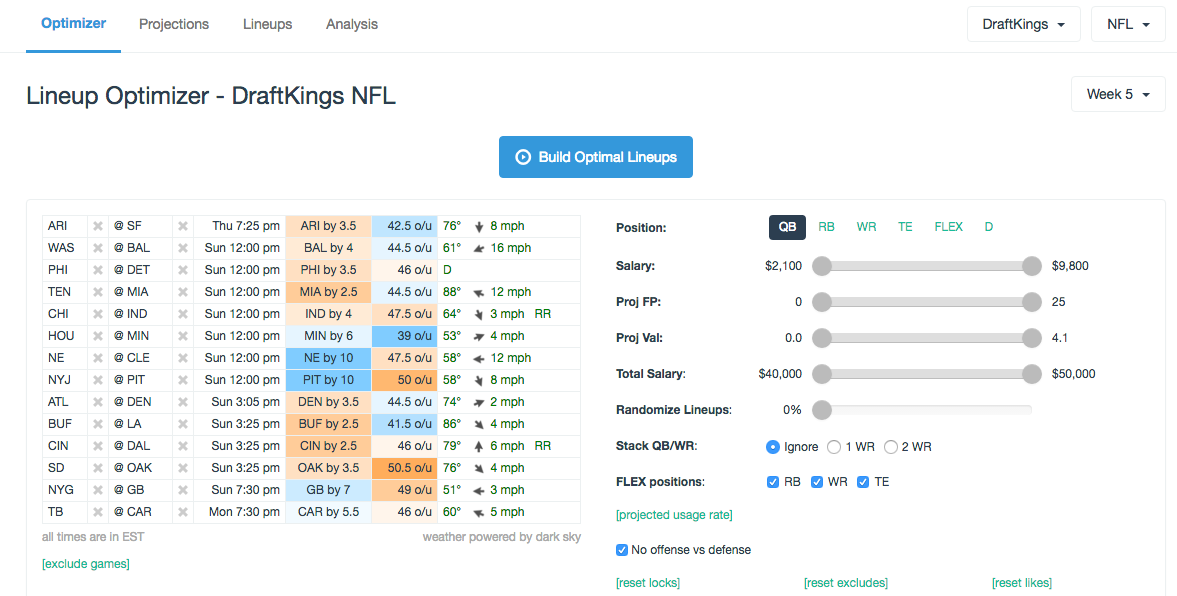 Optimizer Projections Lineups Analysis DraftKings NFL
Lineup Optimizer - DraftKings NFL Week 5
Build Optimal Lineups
ARI @ SF Thu 7:25 pm ARI by 3.5 42.5 o/u 76° 8 mph
WAS @ BAL Sun 12:00 pm BAL by 4 44.5 o/u 61° 16 mph
PHI @ DET Sun 12:00 pm PHI by 3.5 46 o/u D
TEN @ MIA Sun 12:00 pm MIA by 2.5 44.5 o/u 88° 12 mph
CHI @ IND Sun 12:00 pm IND by 4 47.5 o/u 64° 3 mph RR
HOU @ MIN Sun 12:00 pm MIN by 6 39 o/u 53° 4 mph
NE @ CLE Sun 12:00 pm NE by 10 47.5 o/u 58° 12 mph
NYJ @ PIT Sun 12:00 pm PIT by 10 50 o/u 58° 8 mph
ATL @ DEN Sun 3:05 pm DEN by 3.5 44.5 o/u 74° 2 mph
BUF @ LA Sun 3:25 pm BUF by 2.5 41.5 o/u 86° 4 mph
CIN @ DAL Sun 3:25 pm CIN by 2.5 46 o/u 79° 6 mph RR
SD @ OAK Sun 3:25 pm OAK by 3.5 50.5 o/u 76° 4 mph
NYG @ GB Sun 7:30 pm GB by 7 49 o/u 51° 3 mph
TB @ CAR Mon 7:30 pm CAR by 5.5 46 o/u 60° 5 mph
all times are in EST weather powered by dark sky
[exclude games]
Position: QB RB WR TE FLEX D
Salary: $2,100 $9,800
Proj FP: 0 25
Proj Val: 0.0 4.1
Total Salary: $40,000 $50,000
Randomize Lineups: 0%
Stack QB/WR: Ignore 1 WR 2 WR
FLEX positions: RB WR TE
[projected usage rate]
No offense vs defense
[reset locks] [reset excludes] [reset likes]